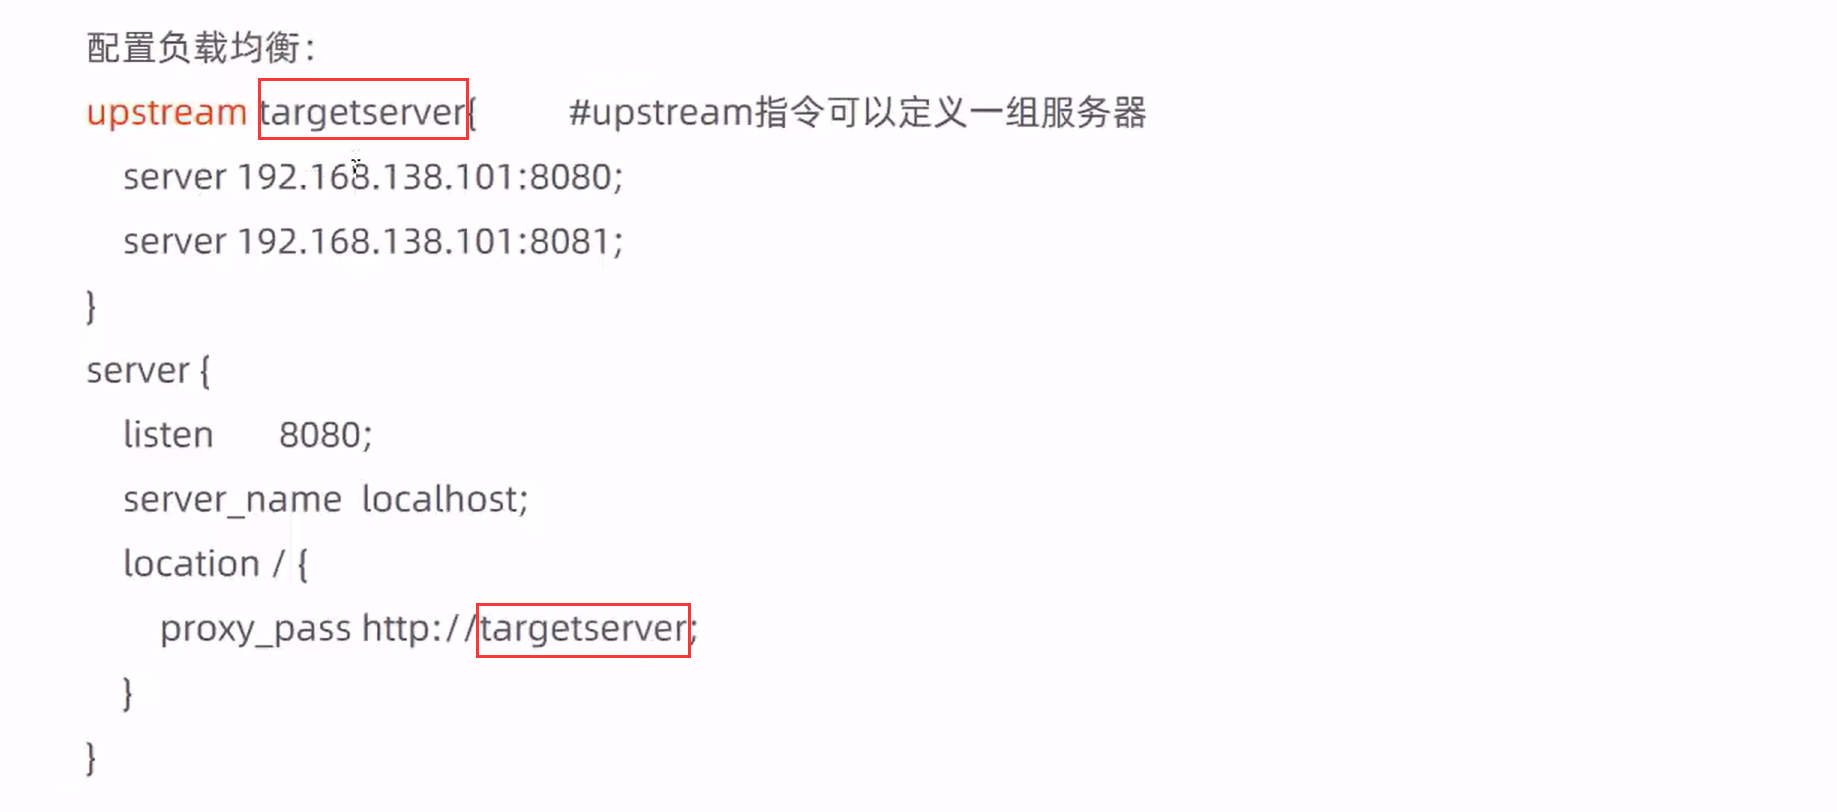 配置负载均衡：
upstream targetserver{ #upstream指令可以定义一组服务器
server 192.168.138.101:8080;
server 192.168.138.101:8081;
}
server {
listen 8080;
server_name localhost;
location / {
proxy_pass http://targetserver;
}
}